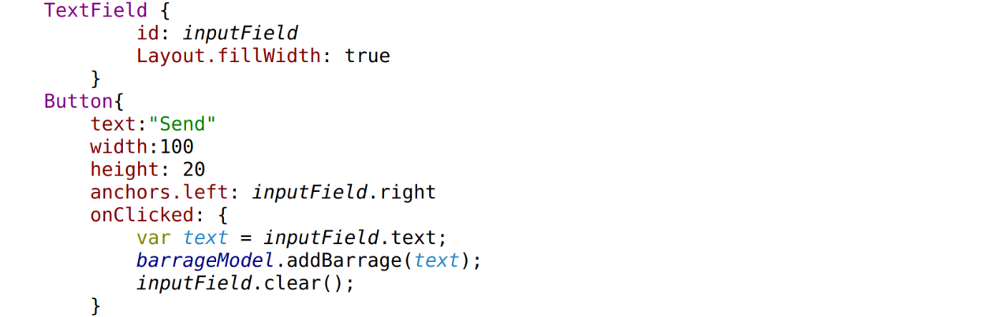 TextField {
        id: inputField
        Layout.fillWidth: true
    }
Button{
    text:"Send"
    width:100
    height: 20
    anchors.left: inputField.right
    onClicked: {
        var text = inputField.text;
        barrageModel.addBarrage(text);
        inputField.clear();
    }